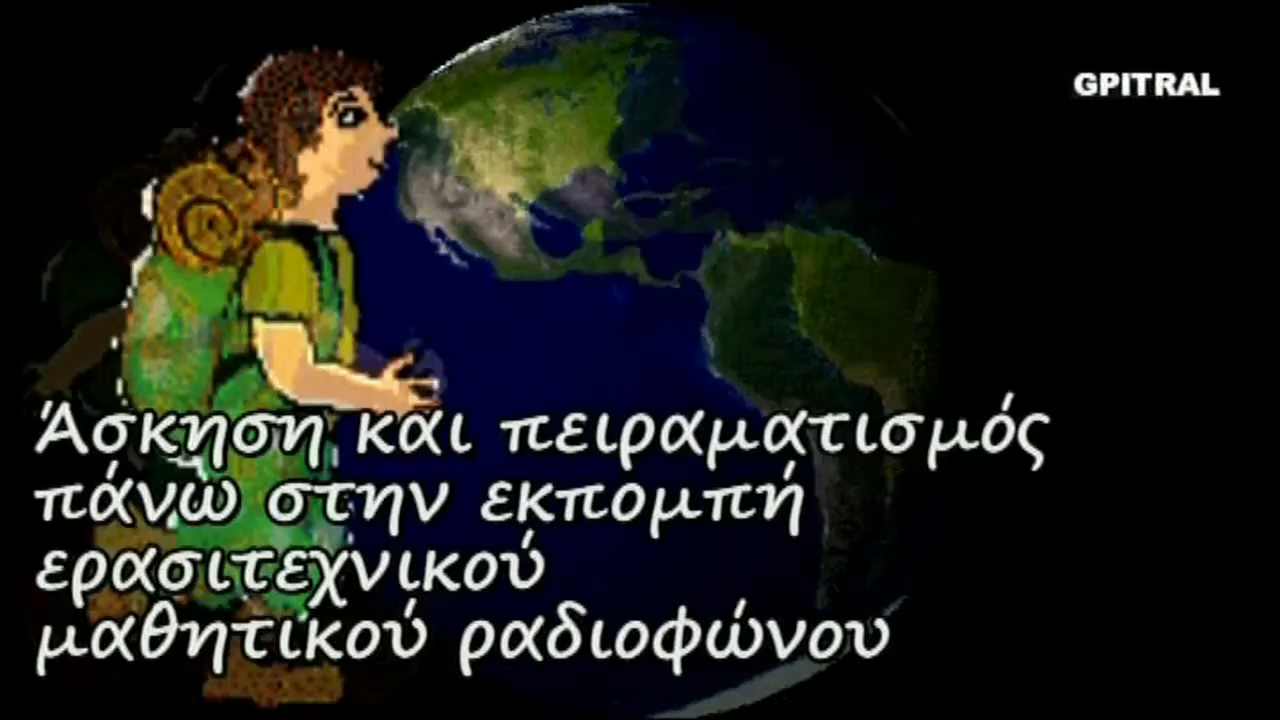 GPITRAL
Άσκηση και πειραματισμός
πάνω στην εκπομπή
ερασιτεχνικού
μαθητικού ραδιοφώνου